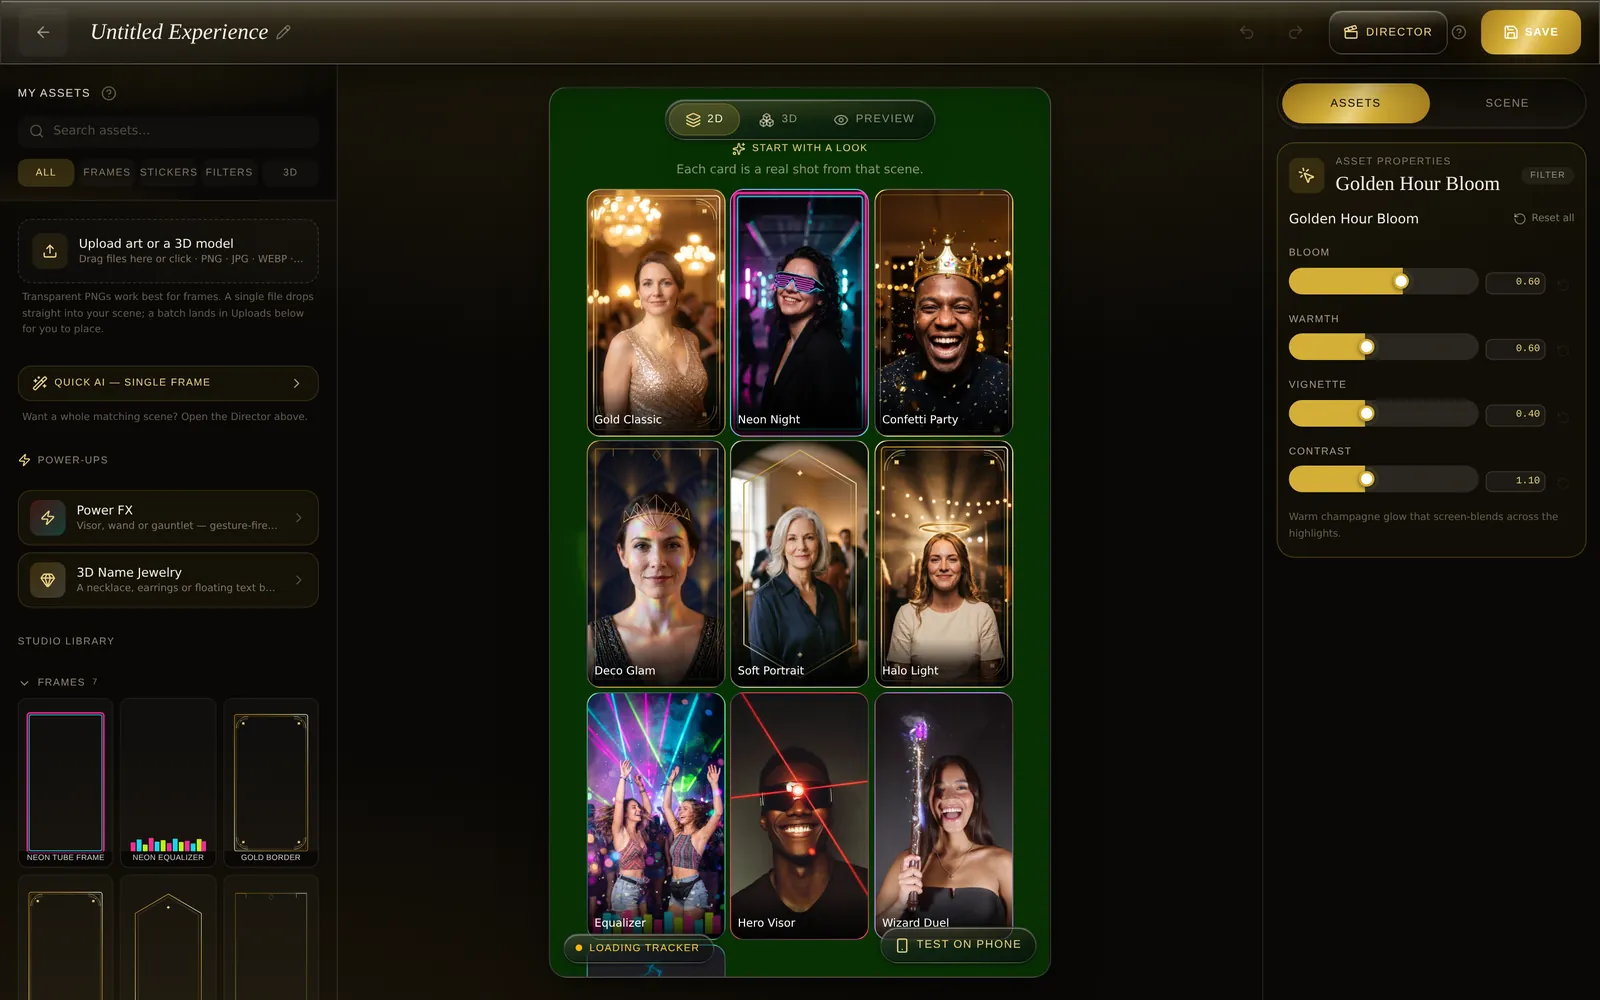 Untitled Experience
DIRECTOR
SAVE
MY ASSETS
Search assets...
ALL
FRAMES
STICKERS
FILTERS
3D
Upload art or a 3D model
Drag files here or click · PNG · JPG · WEBP ·...
Transparent PNGs work best for frames. A single file drops
straight into your scene; a batch lands in Uploads below
for you to place.
QUICK AI — SINGLE FRAME
Want a whole matching scene? Open the Director above.
POWER-UPS
Power FX
Visor, wand or gauntlet — gesture-fire...
3D Name Jewelry
A necklace, earrings or floating text b...
STUDIO LIBRARY
FRAMES 7
NEON TUBE FRAME
NEON EQUALIZER
GOLD BORDER
2D
3D
PREVIEW
START WITH A LOOK
Each card is a real shot from that scene.
Gold Classic
Neon Night
Confetti Party
Deco Glam
Soft Portrait
Halo Light
Equalizer
Hero Visor
Wizard Duel
LOADING TRACKER
TEST ON PHONE
ASSETS
SCENE
ASSET PROPERTIES
Golden Hour Bloom
FILTER
Golden Hour Bloom
Reset all
BLOOM
0.60
WARMTH
0.60
VIGNETTE
0.40
CONTRAST
1.10
Warm champagne glow that screen-blends across the
highlights.